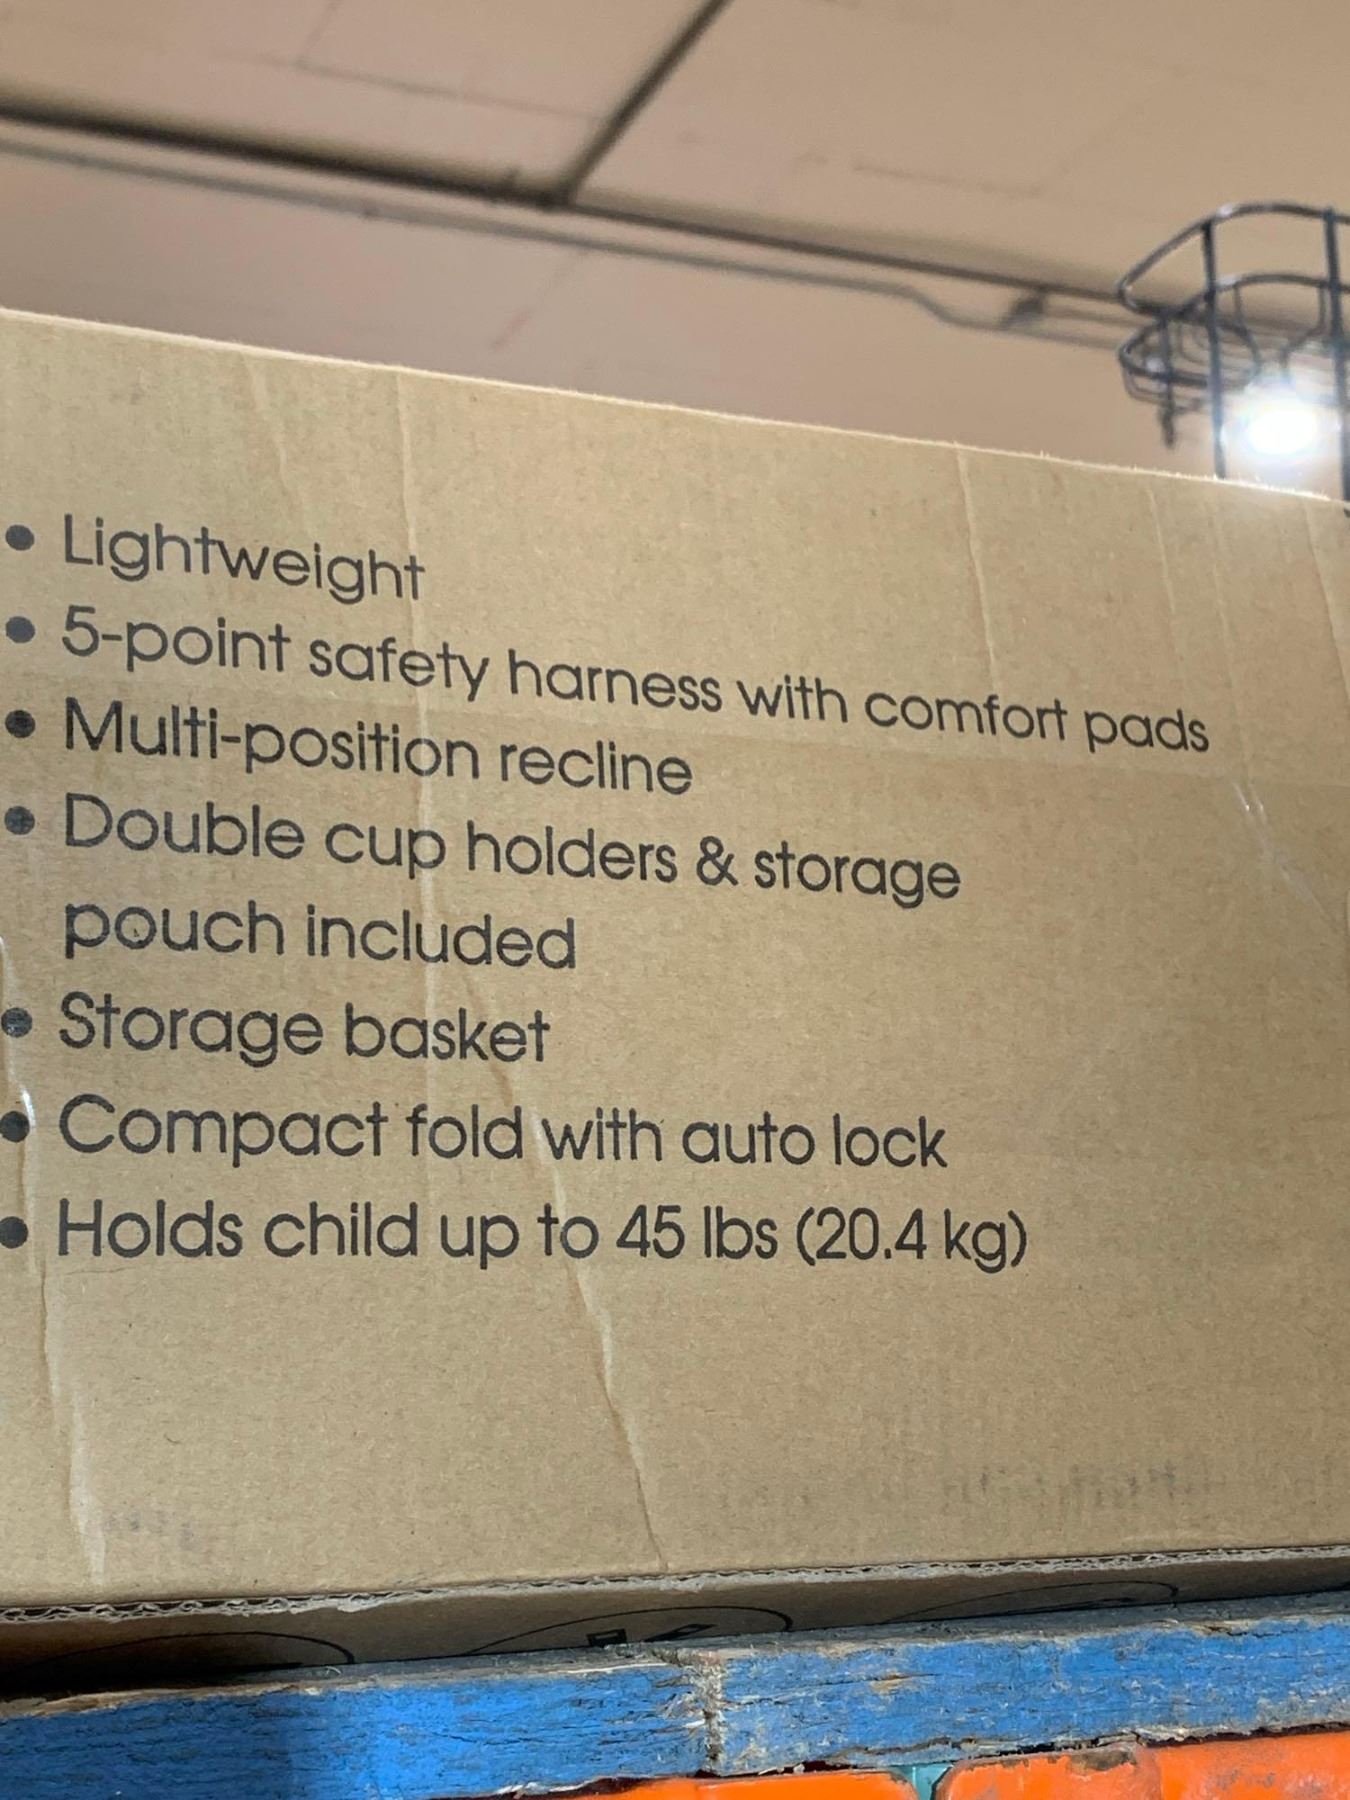 • Lightweight
• 5-point safety harness with comfort pads
• Multi-position recline
• Double cup holders & storage
pouch included
• Storage basket
• Compact fold with auto lock
• Holds child up to 45 lbs (20.4 kg)